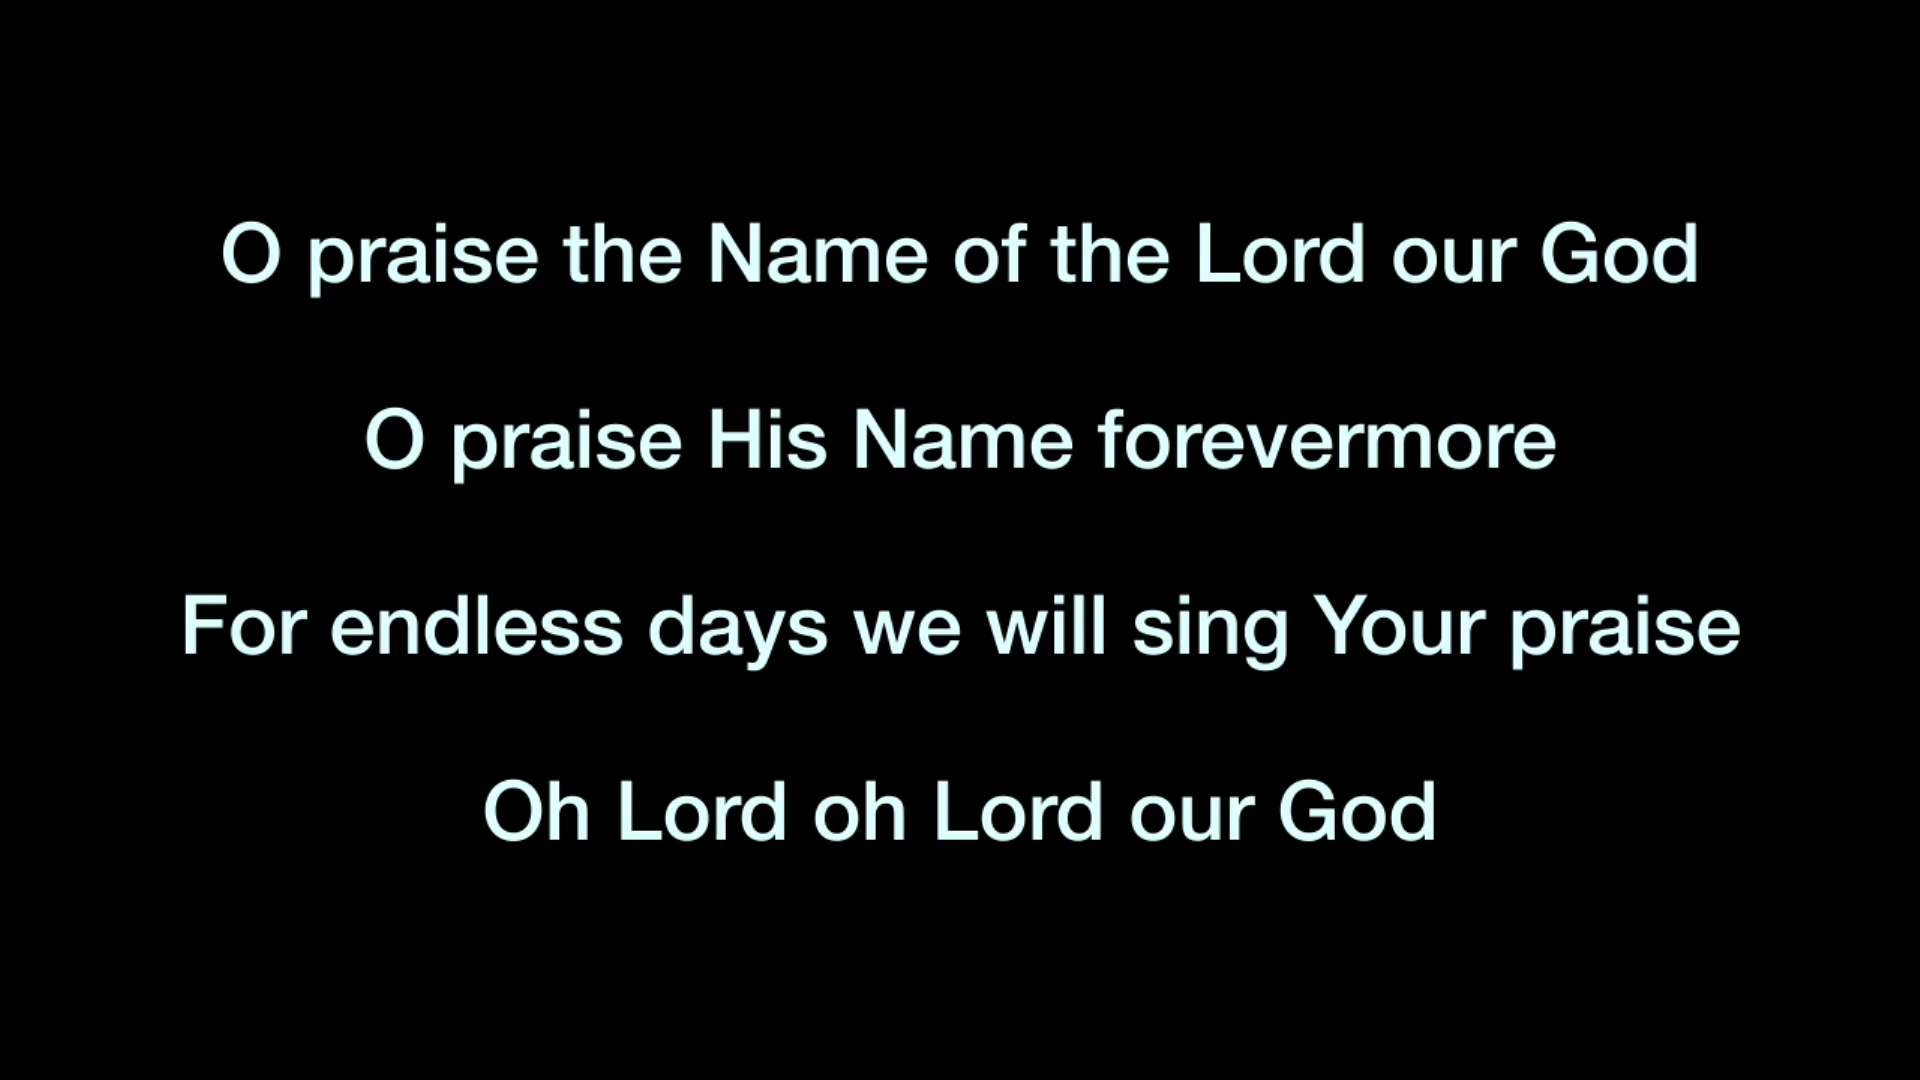 O praise the Name of the Lord our God
O praise His Name forevermore
For endless days we will sing Your praise
Oh Lord oh Lord our God